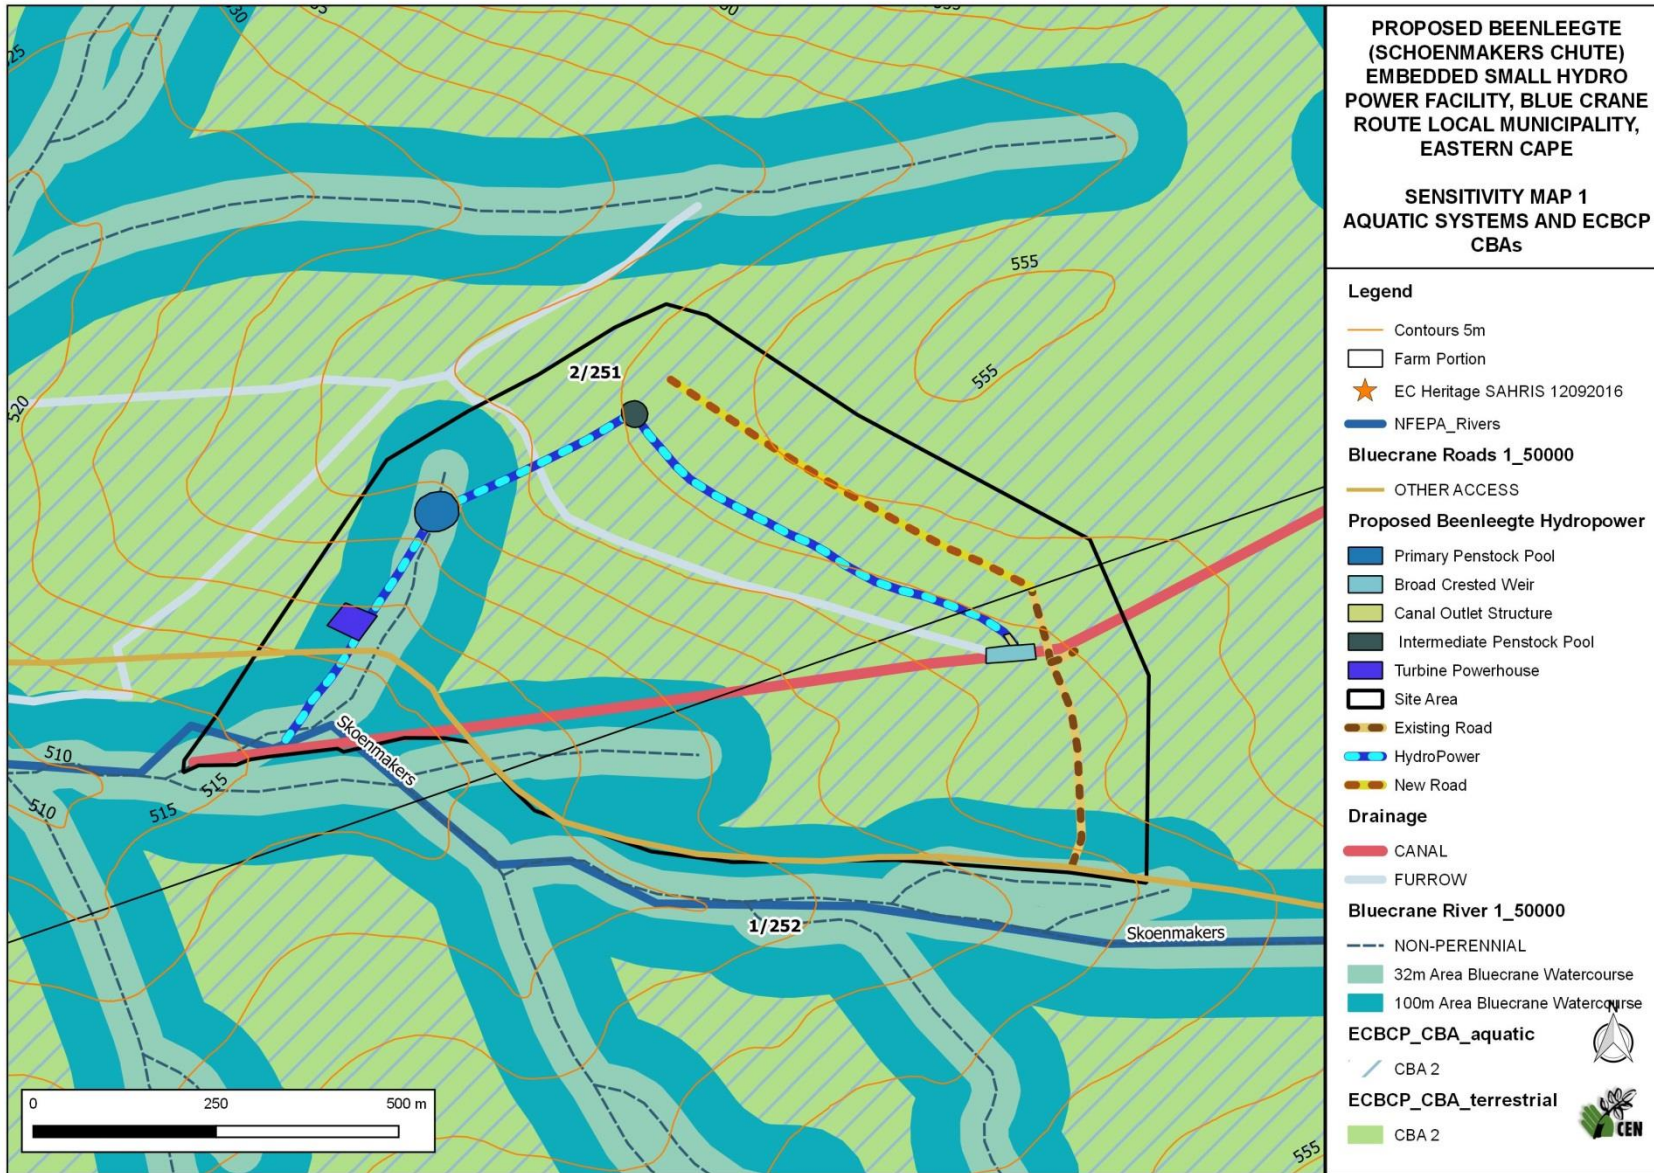 PROPOSED BEENLEEGTE
(SCHOENMAKERS CHUTE)
EMBEDDED SMALL HYDRO
POWER FACILITY, BLUE CRANE
ROUTE LOCAL MUNICIPALITY,
EASTERN CAPE
SENSITIVITY MAP 1
AQUATIC SYSTEMS AND ECBCP
CBAs
Legend
Contours 5m
Farm Portion
EC Heritage SAHRIS 12092016
NFEPA_Rivers
Bluecrane Roads 1_50000
OTHER ACCESS
Proposed Beenleegte Hydropower
Primary Penstock Pool
Broad Crested Weir
Canal Outlet Structure
Intermediate Penstock Pool
Turbine Powerhouse
Site Area
Existing Road
HydroPower
New Road
Drainage
CANAL
FURROW
Bluecrane River 1_50000
NON-PERENNIAL
32m Area Bluecrane Watercourse
100m Area Bluecrane Watercourse
N
ECBCP_CBA_aquatic
CBA 2
ECBCP_CBA_terrestrial
CBA 2
CEN
555
555
2/251
520
Skoenmakers
510
515
515
510
1/252
Skoenmakers
0 250 500 m
555